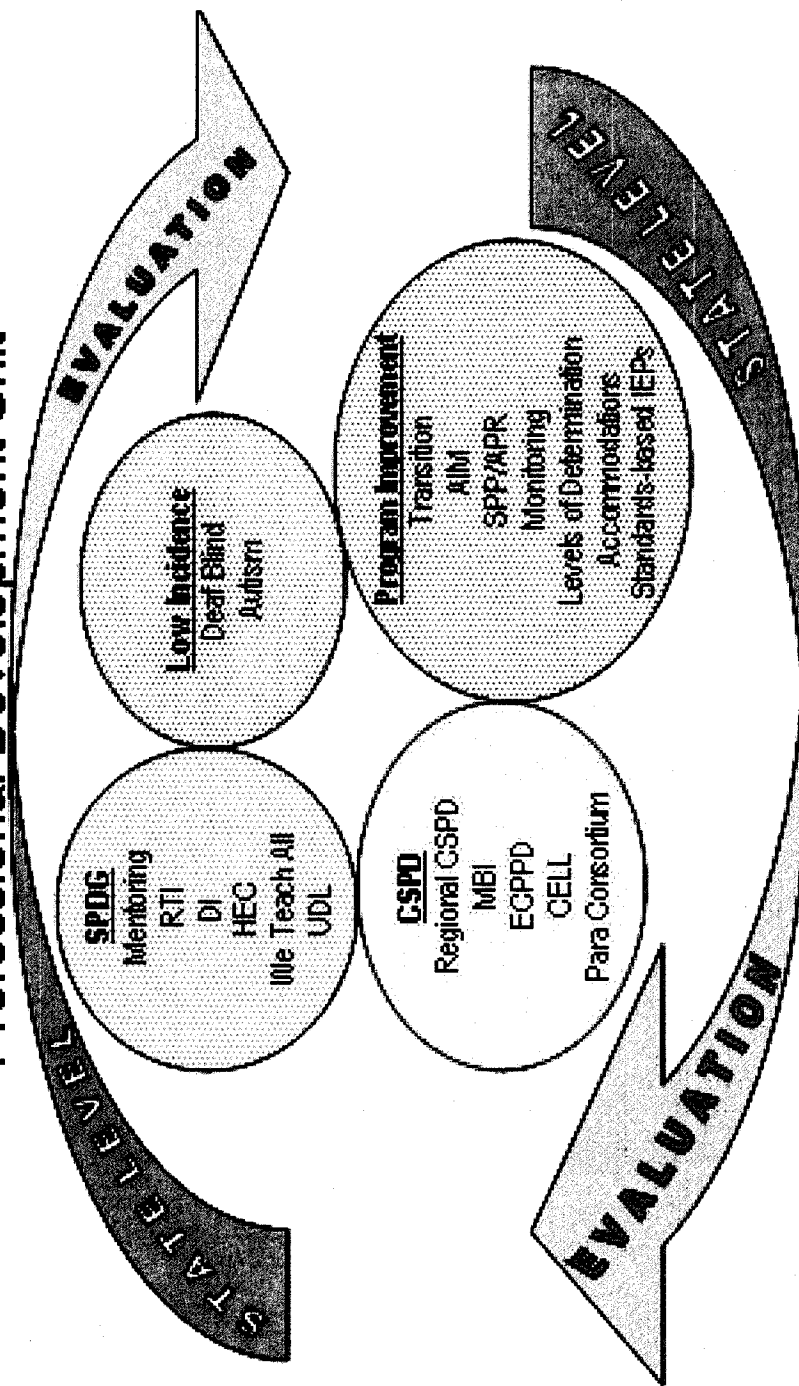 Professional Development
STATE LEVEL
EVALUATION
SPDG
Mentoring
RTI
DI
HEC
We Teach All
UDL
Low Incidence
Deaf Blind
Autism
CSPD
Regional CSPD
MBI
ECPPD
CELL
Para Consortium
Program Improvement
Transition
AIM
SPP/APR
Monitoring
Levels of Determination
Accommodations
Standards-based IEPs
EVALUATION
STATE LEVEL